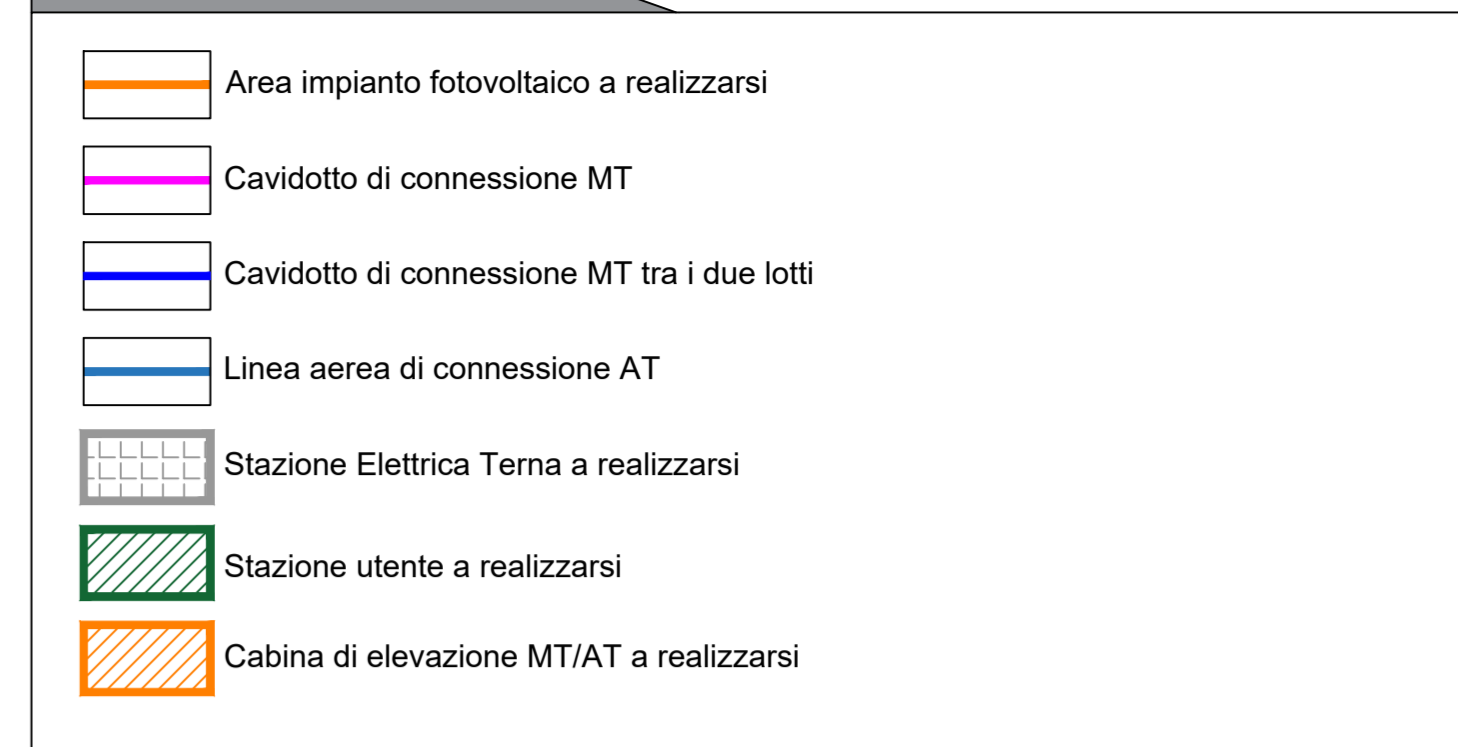 Area impianto fotovoltaico a realizzarsi
Cavidotto di connessione MT
Cavidotto di connessione MT tra i due lotti
Linea aerea di connessione AT
Stazione Elettrica Terna a realizzarsi
Stazione utente a realizzarsi
Cabina di elevazione MT/AT a realizzarsi